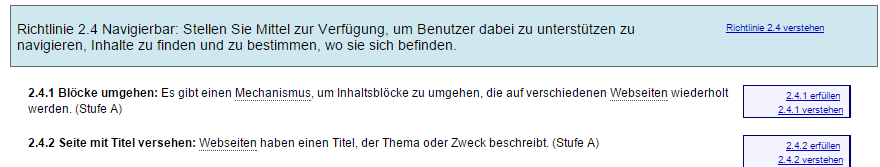 Richtlinie 2.4 Navigierbar: Stellen Sie Mittel zur Verfügung, um Benutzer dabei zu unterstützen zu
navigieren, Inhalte zu finden und zu bestimmen, wo sie sich befinden.
Richtlinie 2.4 verstehen
2.4.1 Blöcke umgehen: Es gibt einen Mechanismus, um Inhaltsblöcke zu umgehen, die auf verschiedenen Webseiten wiederholt
werden. (Stufe A)
2.4.1 erfüllen
2.4.1 verstehen
2.4.2 Seite mit Titel versehen: Webseiten haben einen Titel, der Thema oder Zweck beschreibt. (Stufe A)
2.4.2 erfüllen
2.4.2 verstehen